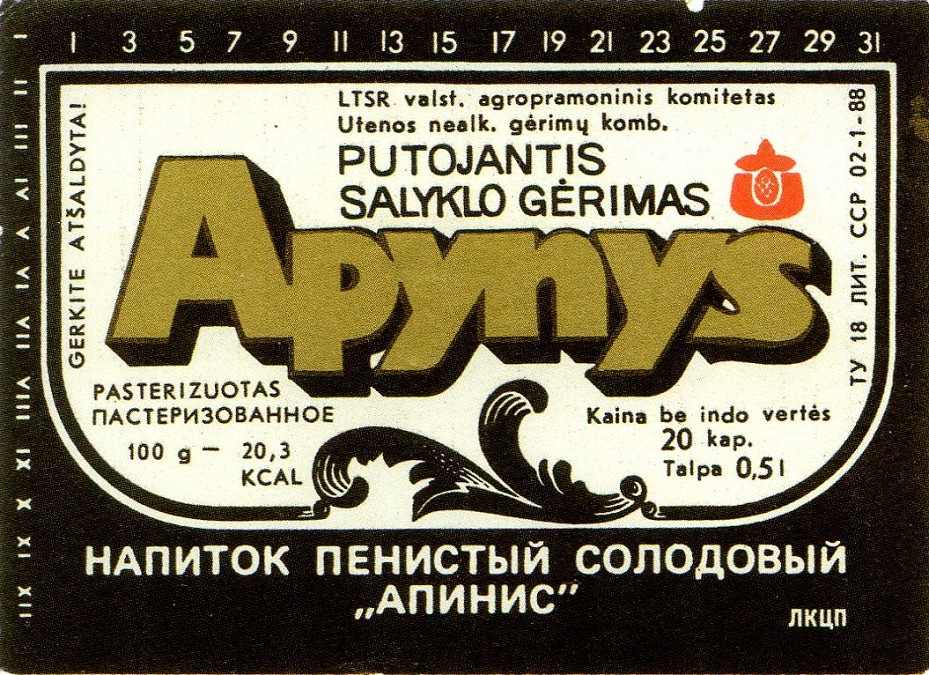 1 3 5 7 9 11 13 15 17 19 21 23 25 27 29 31
I II III IV V VI VII VIII IX X XI XII
GERKITE ATŠALDYTA!
LTSR valst. agropramoninis komitetas
Utenos nealk. gėrimų komb.
PUTOJANTIS
SALYKLO GĖRIMAS
Apynys
ТУ 18 ЛИТ. ССР 02-1-88
PASTERIZUOTAS
ПАСТЕРИЗОВАННОЕ
100 g — 20,3
KCAL
Kaina be indo vertės
20 kap.
Talpa 0,5 l
НАПИТОК ПЕНИСТЫЙ СОЛОДОВЫЙ
„АПИНИС”
ЛКЦП